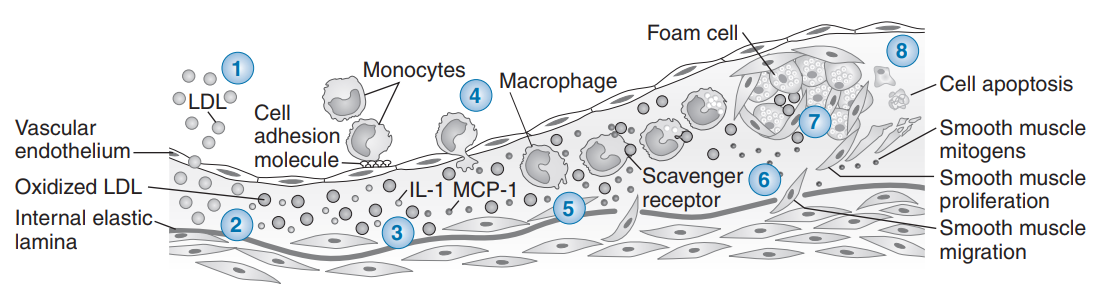 1
LDL
Vascular
endothelium
Oxidized LDL
Internal elastic
lamina
2
Cell
adhesion
molecule
Monocytes
IL-1 MCP-1
3
4
Macrophage
5
Scavenger
receptor
6
Foam cell
7
8
Cell apoptosis
Smooth muscle
mitogens
Smooth muscle
proliferation
Smooth muscle
migration